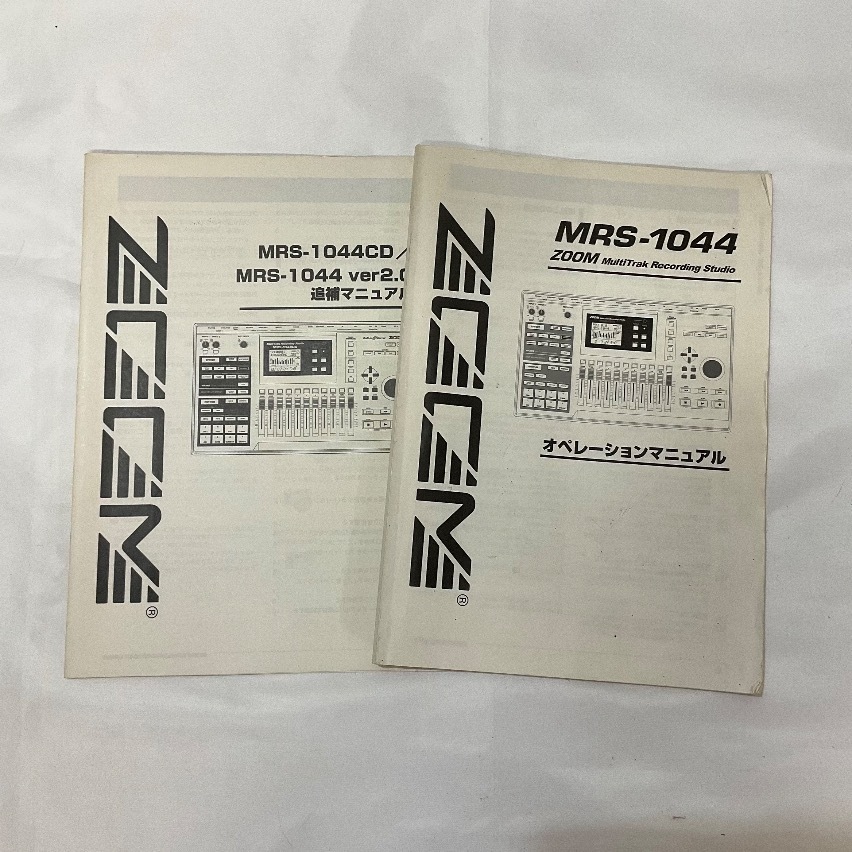 ZOOM®
MRS-1044CD/
MRS-1044 ver2.0
追補マニュアル
ZOOM®
MRS-1044
ZOOM MultiTrak Recording Studio
オペレーションマニュアル